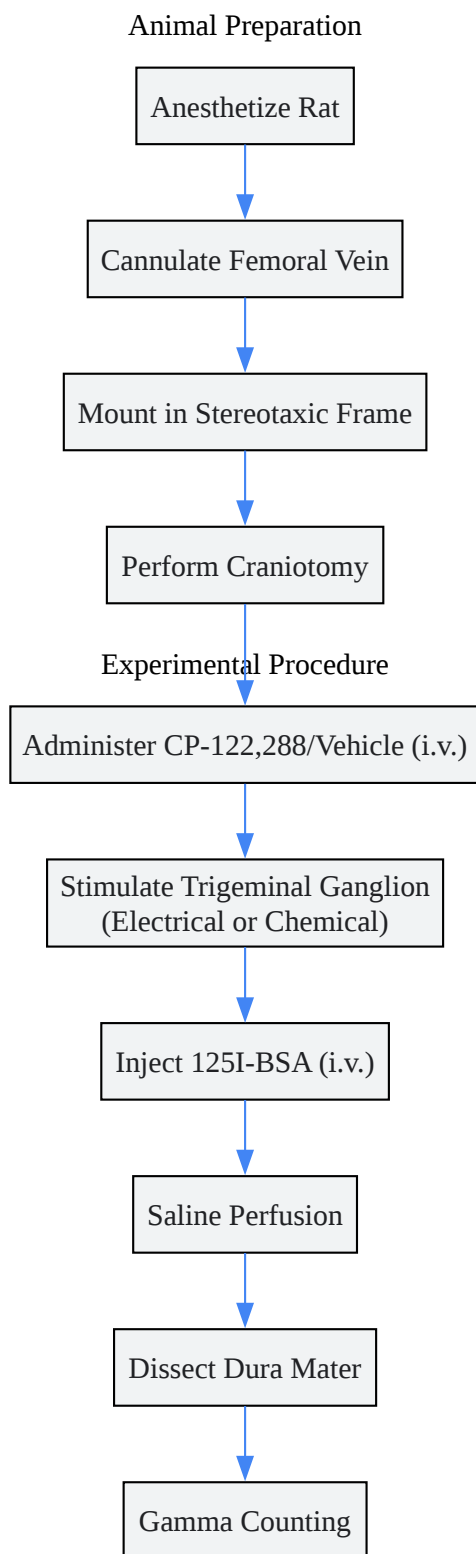 Animal Preparation
Anesthetize Rat
Cannulate Femoral Vein
Mount in Stereotaxic Frame
Perform Craniotomy
Experimental Procedure
Administer CP-122,288/Vehicle (i.v.)
Stimulate Trigeminal Ganglion
(Electrical or Chemical)
Inject 125I-BSA (i.v.)
Saline Perfusion
Dissect Dura Mater
Gamma Counting